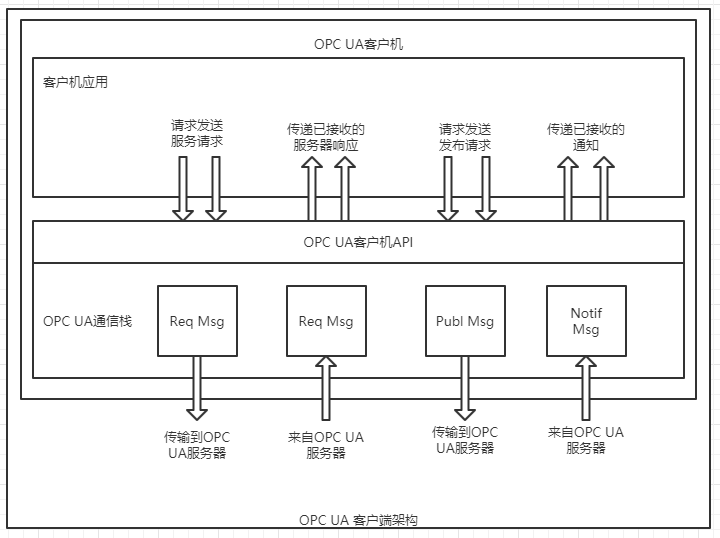 OPC UA客户机
客户机应用
请求发送
服务请求
传递已接收的
服务器响应
请求发送
发布请求
传递已接收的
通知
OPC UA客户机API
OPC UA通信栈
Req Msg
Req Msg
Publ Msg
Notif
Msg
传输到OPC
UA服务器
来自OPC UA
服务器
传输到OPC
UA服务器
来自OPC UA
服务器
OPC UA 客户端架构